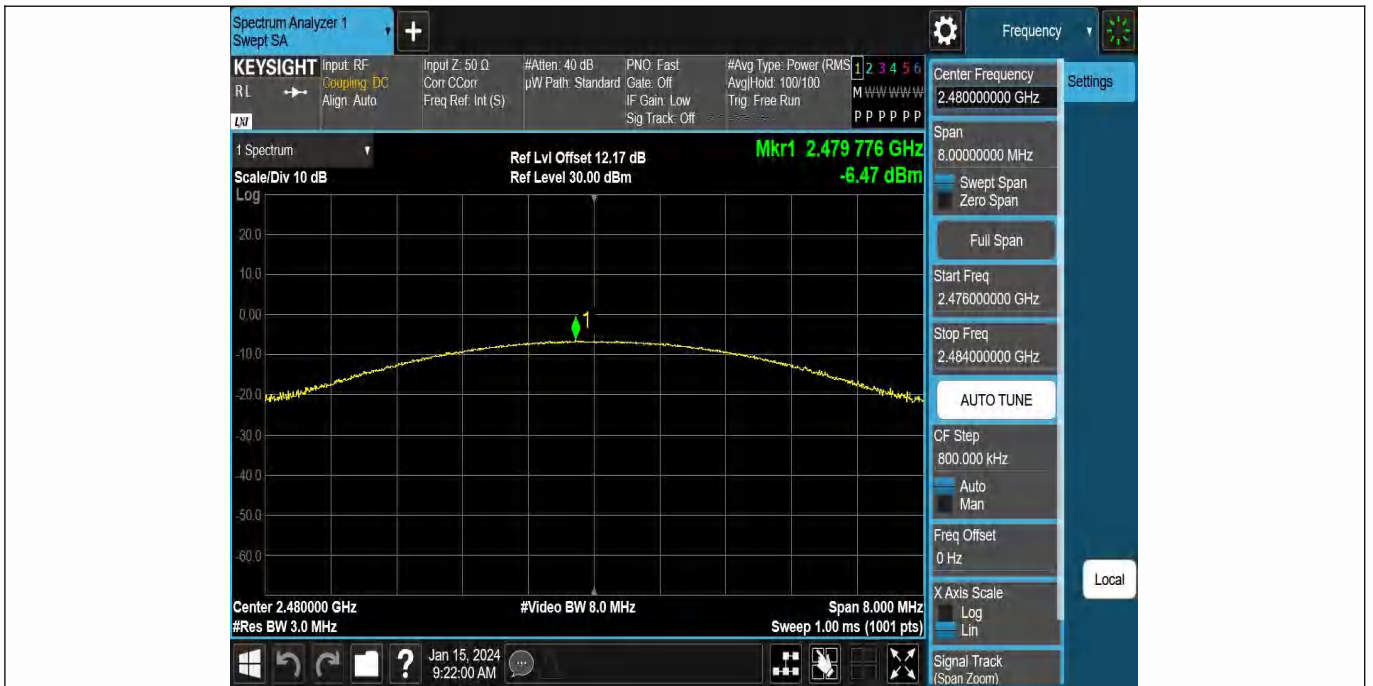 Spectrum Analyzer 1
Swept SA
+
Frequency
KEYSIGHT
RL
LXI
Input: RF
Coupling: DC
Align: Auto
Input Z: 50 Ω
Corr CCorr
Freq Ref: Int (S)
#Atten: 40 dB
µW Path: Standard
PNO: Fast
Gate: Off
IF Gain: Low
Sig Track: Off
#Avg Type: Power (RMS
Avg|Hold: 100/100
Trig: Free Run
1 2 3 4 5 6
M W W W W W
P P P P P P
1 Spectrum
Scale/Div 10 dB
Ref Lvl Offset 12.17 dB
Ref Level 30.00 dBm
Mkr1 2.479 776 GHz
-6.47 dBm
Log
20.0
10.0
0.00
-10.0
-20.0
-30.0
-40.0
-50.0
-60.0
1
Center 2.480000 GHz
#Res BW 3.0 MHz
#Video BW 8.0 MHz
Span 8.000 MHz
Sweep 1.00 ms (1001 pts)
Center Frequency
2.480000000 GHz
Settings
Span
8.00000000 MHz
Swept Span
Zero Span
Full Span
Start Freq
2.476000000 GHz
Stop Freq
2.484000000 GHz
AUTO TUNE
CF Step
800.000 kHz
Auto
Man
Freq Offset
0 Hz
X Axis Scale
Log
Lin
Local
Signal Track
(Span Zoom)
?
Jan 15, 2024
9:22:00 AM